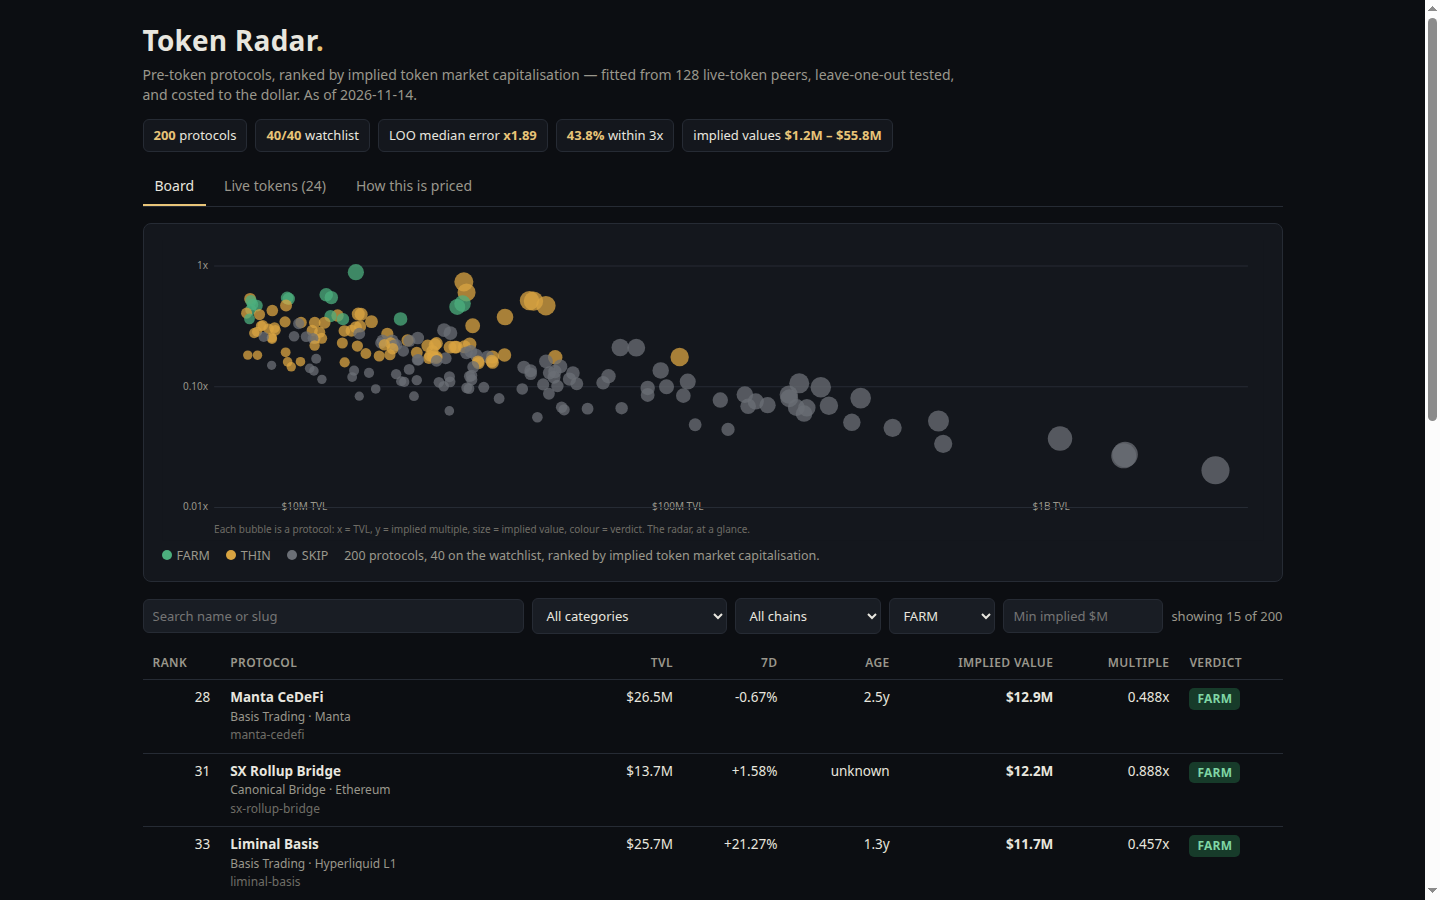 Token Radar.
Pre-token protocols, ranked by implied token market capitalisation — fitted from 128 live-token peers, leave-one-out tested,
and costed to the dollar. As of 2026-11-14.
200 protocols
40/40 watchlist
LOO median error x1.89
43.8% within 3x
implied values $1.2M – $55.8M
Board
Live tokens (24)
How this is priced
1x
0.10x
0.01x
$10M TVL
$100M TVL
$1B TVL
Each bubble is a protocol: x = TVL, y = implied multiple, size = implied value, colour = verdict. The radar, at a glance.
FARM THIN SKIP 200 protocols, 40 on the watchlist, ranked by implied token market capitalisation.
Search name or slug
All categories
All chains
FARM
Min implied $M
showing 15 of 200
RANK PROTOCOL TVL 7D AGE IMPLIED VALUE MULTIPLE VERDICT
28 Manta CeDeFi $26.5M -0.67% 2.5y $12.9M 0.488x FARM
Basis Trading · Manta
manta-cedefi
31 SX Rollup Bridge $13.7M +1.58% unknown $12.2M 0.888x FARM
Canonical Bridge · Ethereum
sx-rollup-bridge
33 Liminal Basis $25.7M +21.27% 1.3y $11.7M 0.457x FARM
Basis Trading · Hyperliquid L1
liminal-basis